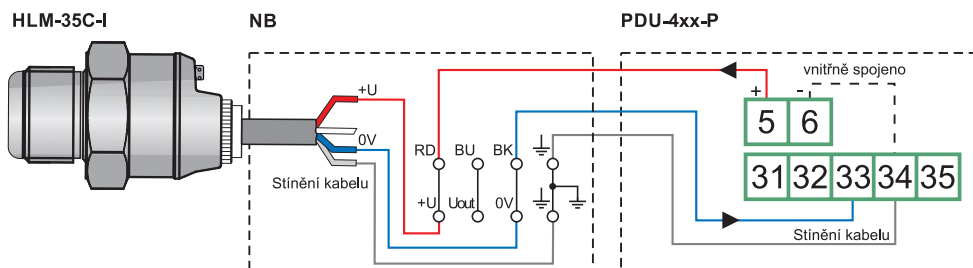 HLM-35C-I
NB
PDU-4xx-P
vnitřně spojeno
+U
+ -
5 6
0V
RD BU BK
31 32 33 34 35
Stínění kabelu
+U Uout 0V
Stínění kabelu